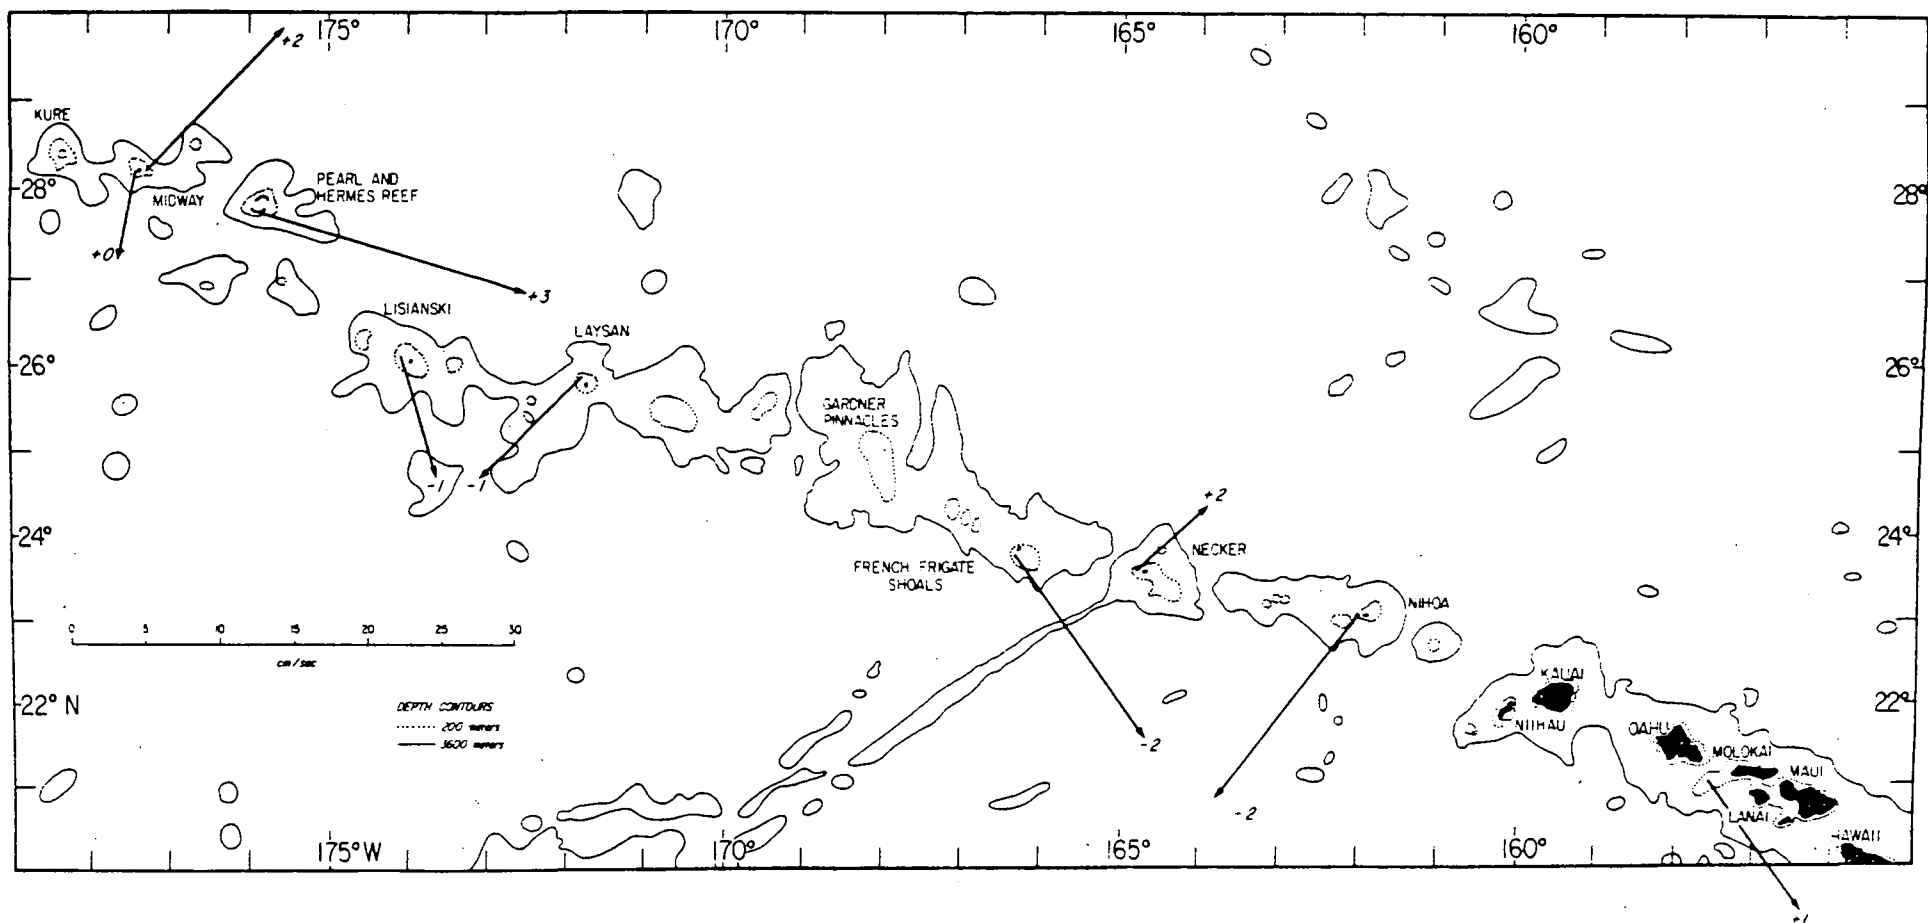 175°
170°
165°
160°
+2
KURE
28°
MIDWAY
PEARL AND
HERMES REEF
28°
+0
+3
LISIANSKI
LAYSAN
26°
26°
GARDNER
PINNACLES
-1
-1
+2
24°
24°
NECKER
FRENCH FRIGATE
SHOALS
NIHOA
0 5 10 15 20 25 30
cm/sec
KAUAI
22° N
22°
DEPTH CONTOURS
200 meters
3600 meters
NIIHAU
OAHU
MOLOKAI
-2
MAUI
-2
LANAI
HAWAII
175° W
170°
165°
160°
+1